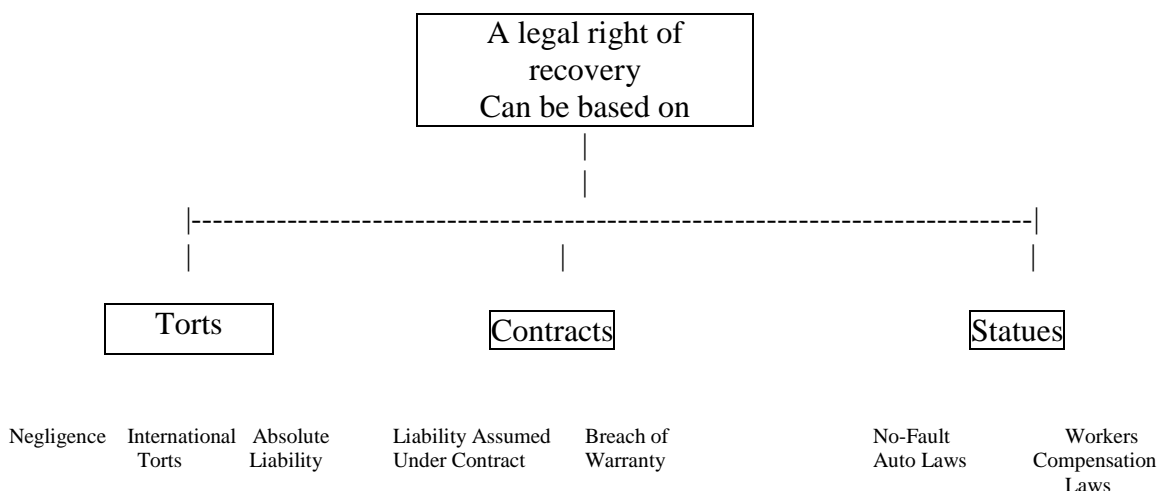 A legal right of
recovery
Can be based on
Torts
Contracts
Statues
Negligence
International
Torts
Absolute
Liability
Liability Assumed
Under Contract
Breach of
Warranty
No-Fault
Auto Laws
Workers
Compensation
Laws